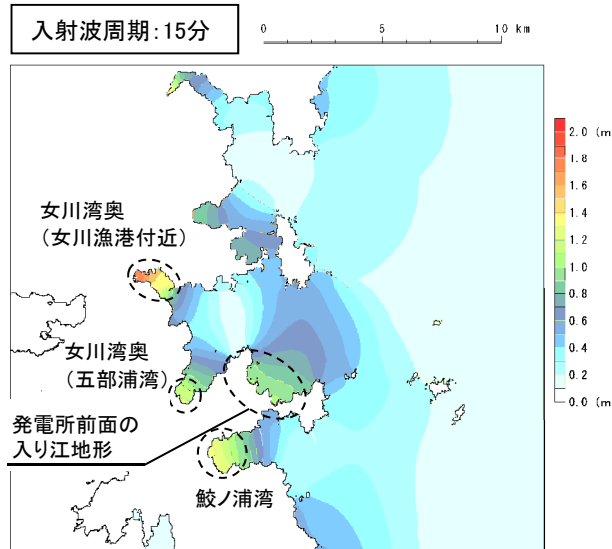 入射波周期:15分
0 5 10 km
女川湾奥
(女川漁港付近)
女川湾奥
(五部浦湾)
発電所前面の
入り江地形
鮫ノ浦湾
2.0 (m
1.8
1.6
1.4
1.2
1.0
0.8
0.6
0.4
0.2
0.0 (m